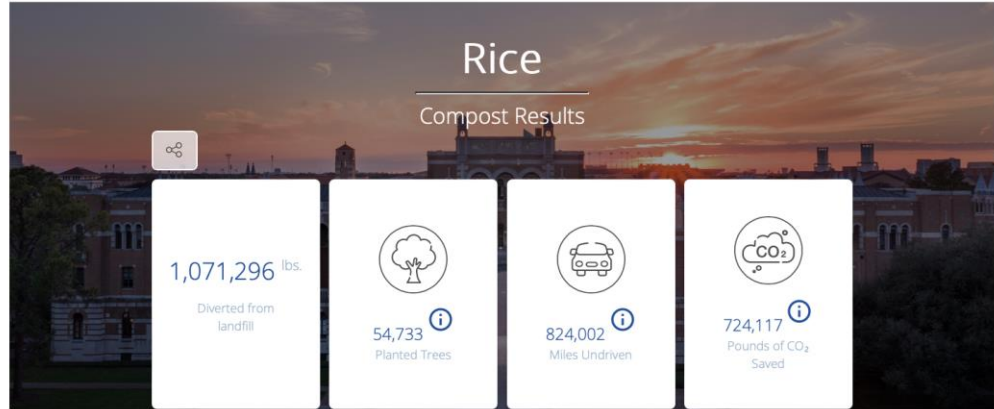 Rice
Compost Results
1,071,296 lbs.
Diverted from
landfill
CO₂
54,733
Planted Trees
824,002
Miles Undriven
724,117
Pounds of CO₂
Saved